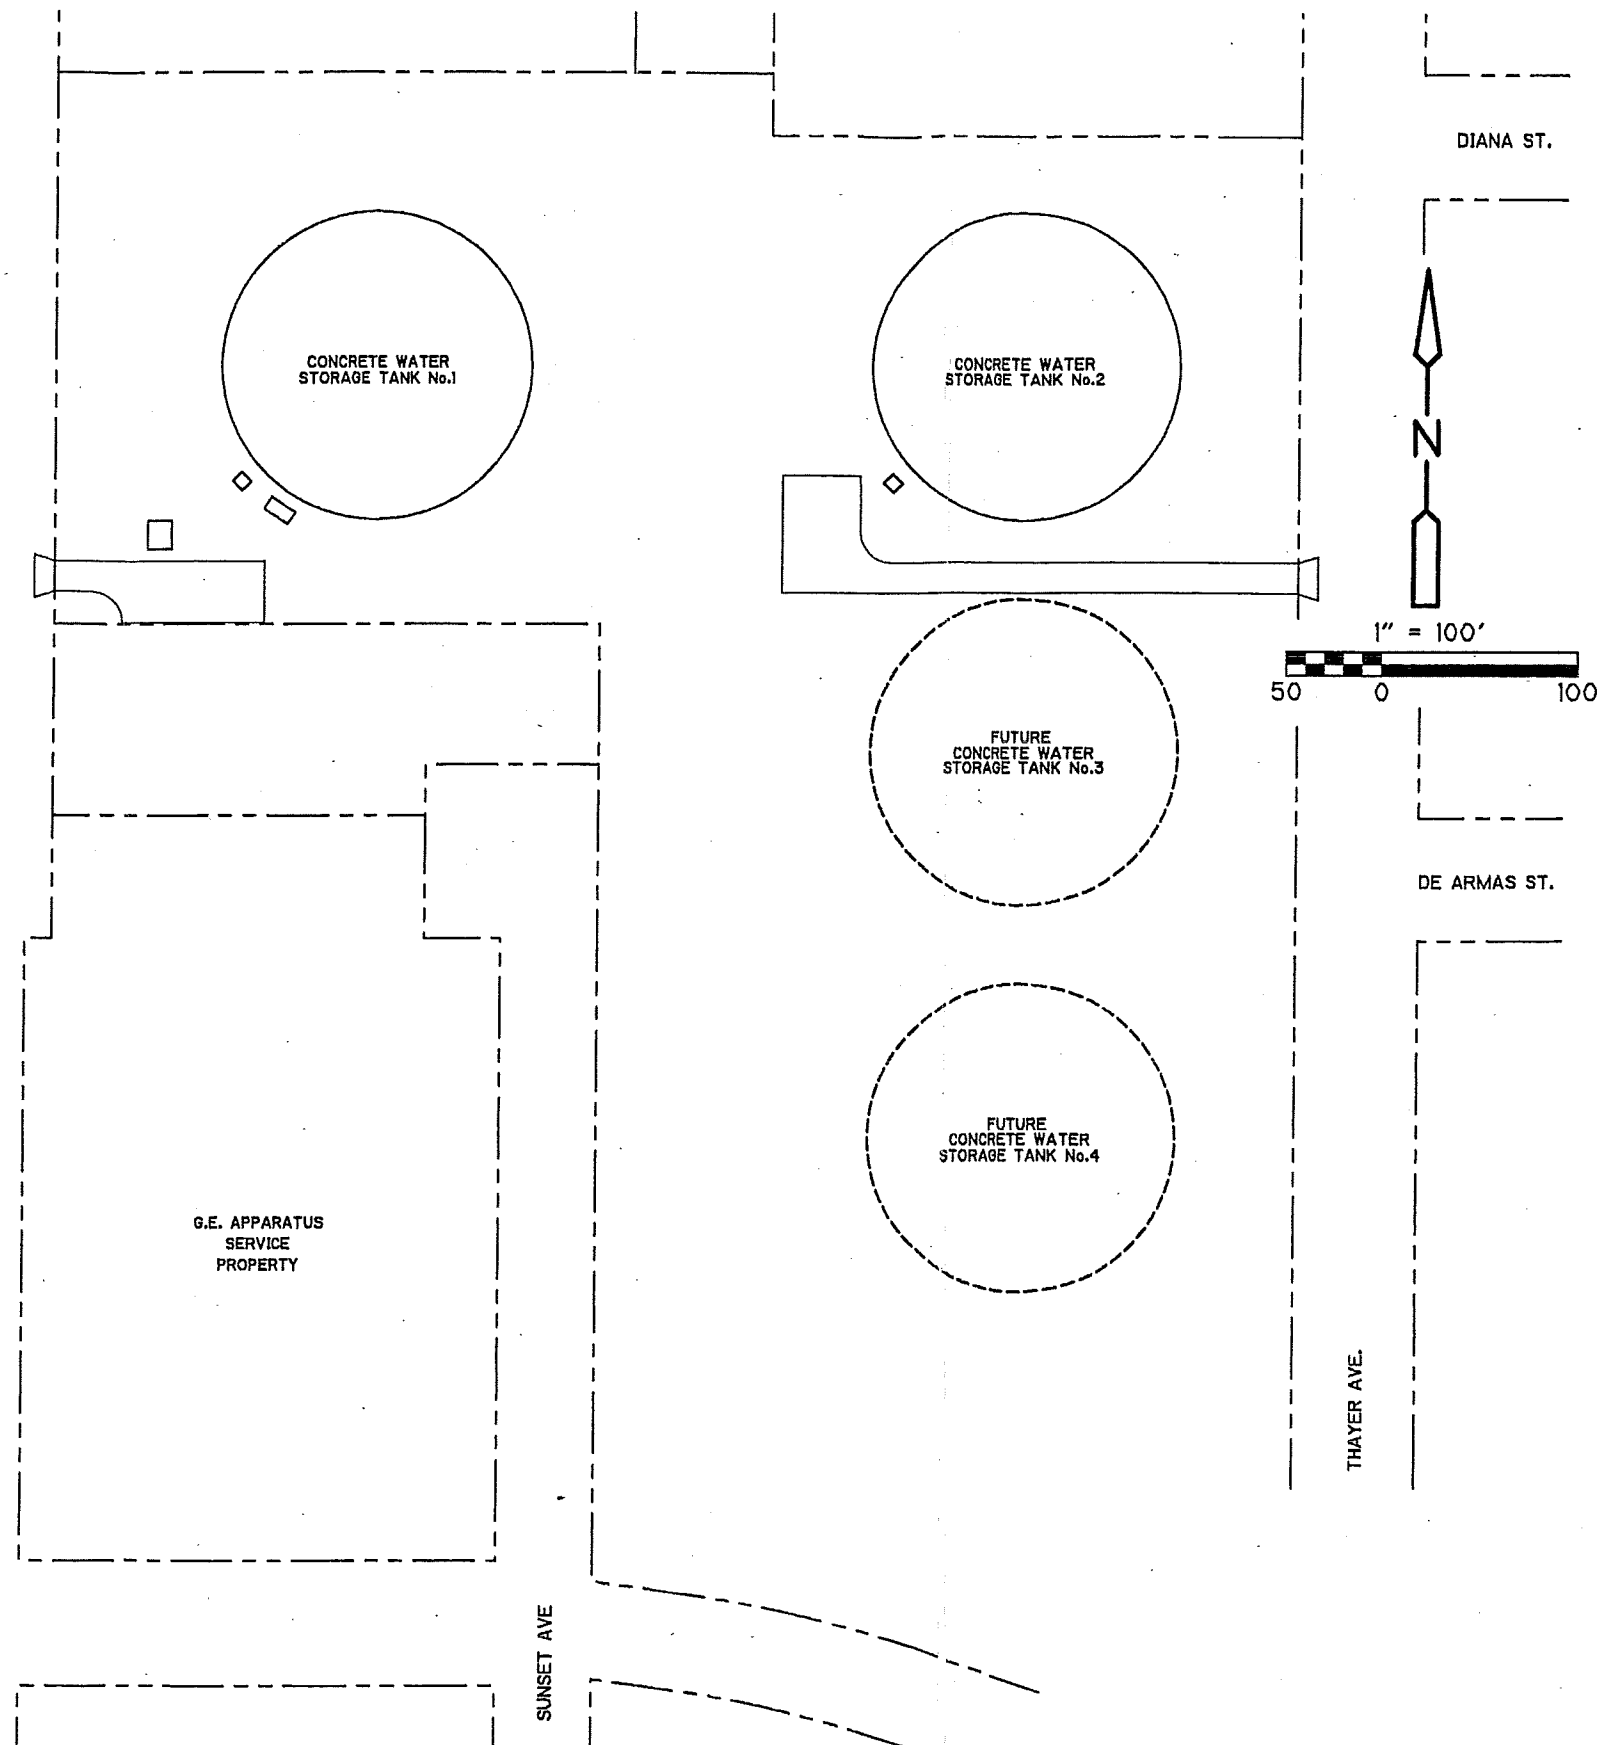 DIANA ST.
CONCRETE WATER
STORAGE TANK No.1
CONCRETE WATER
STORAGE TANK No.2
N
1" = 100'
50 0 100
FUTURE
CONCRETE WATER
STORAGE TANK No.3
DE ARMAS ST.
FUTURE
CONCRETE WATER
STORAGE TANK No.4
G.E. APPARATUS
SERVICE
PROPERTY
THAYER AVE.
SUNSET AVE